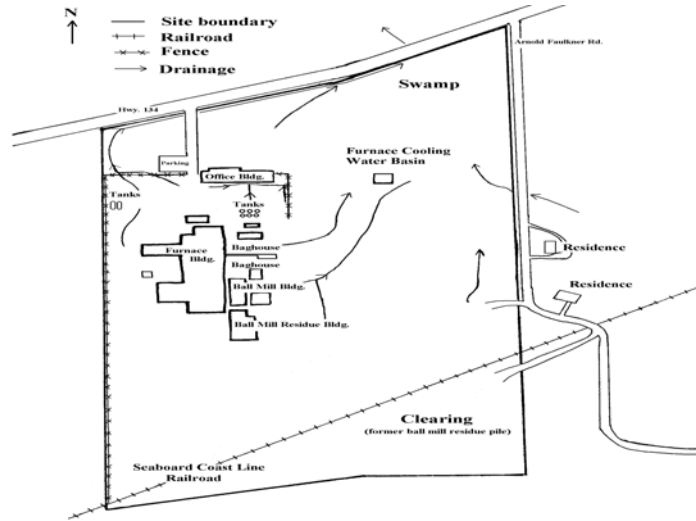 N
Site boundary
Railroad
Fence
Drainage
Arnold Faulkner Rd.
Swamp
Hwy. 134
Furnace Cooling
Water Basin
Parking
Office Bldg.
Tanks
Tanks
Residence
Furnace
Bldg.
Baghouse
Baghouse
Residence
Ball Mill Bldg.
Ball Mill Residue Bldg.
Clearing
(former ball mill residue pile)
Seaboard Coast Line
Railroad